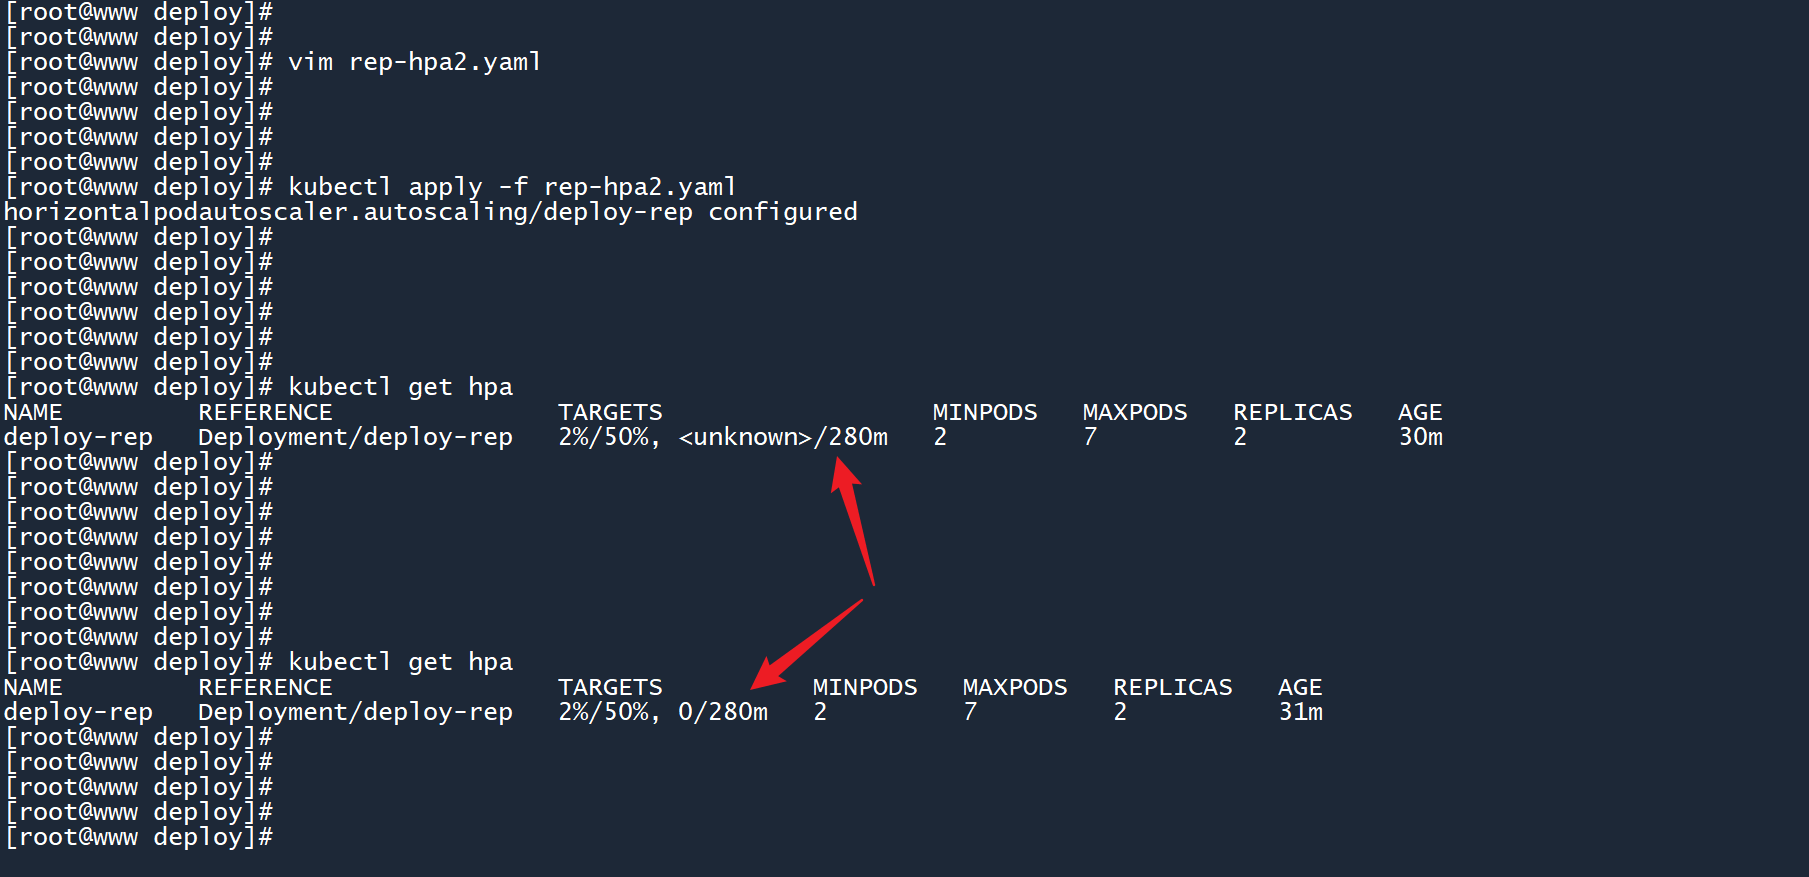 [root@www deploy]#
[root@www deploy]#
[root@www deploy]# vim rep-hpa2.yaml
[root@www deploy]#
[root@www deploy]#
[root@www deploy]#
[root@www deploy]#
[root@www deploy]# kubectl apply -f rep-hpa2.yaml
horizontalpodautoscaler.autoscaling/deploy-rep configured
[root@www deploy]#
[root@www deploy]#
[root@www deploy]#
[root@www deploy]#
[root@www deploy]#
[root@www deploy]#
[root@www deploy]# kubectl get hpa
NAME         REFERENCE               TARGETS                  MINPODS   MAXPODS   REPLICAS   AGE
deploy-rep   Deployment/deploy-rep   2%/50%, <unknown>/280m   2         7         2          30m
[root@www deploy]#
[root@www deploy]#
[root@www deploy]#
[root@www deploy]#
[root@www deploy]#
[root@www deploy]#
[root@www deploy]#
[root@www deploy]#
[root@www deploy]# kubectl get hpa
NAME         REFERENCE               TARGETS          MINPODS   MAXPODS   REPLICAS   AGE
deploy-rep   Deployment/deploy-rep   2%/50%, 0/280m   2         7         2          31m
[root@www deploy]#
[root@www deploy]#
[root@www deploy]#
[root@www deploy]#
[root@www deploy]#